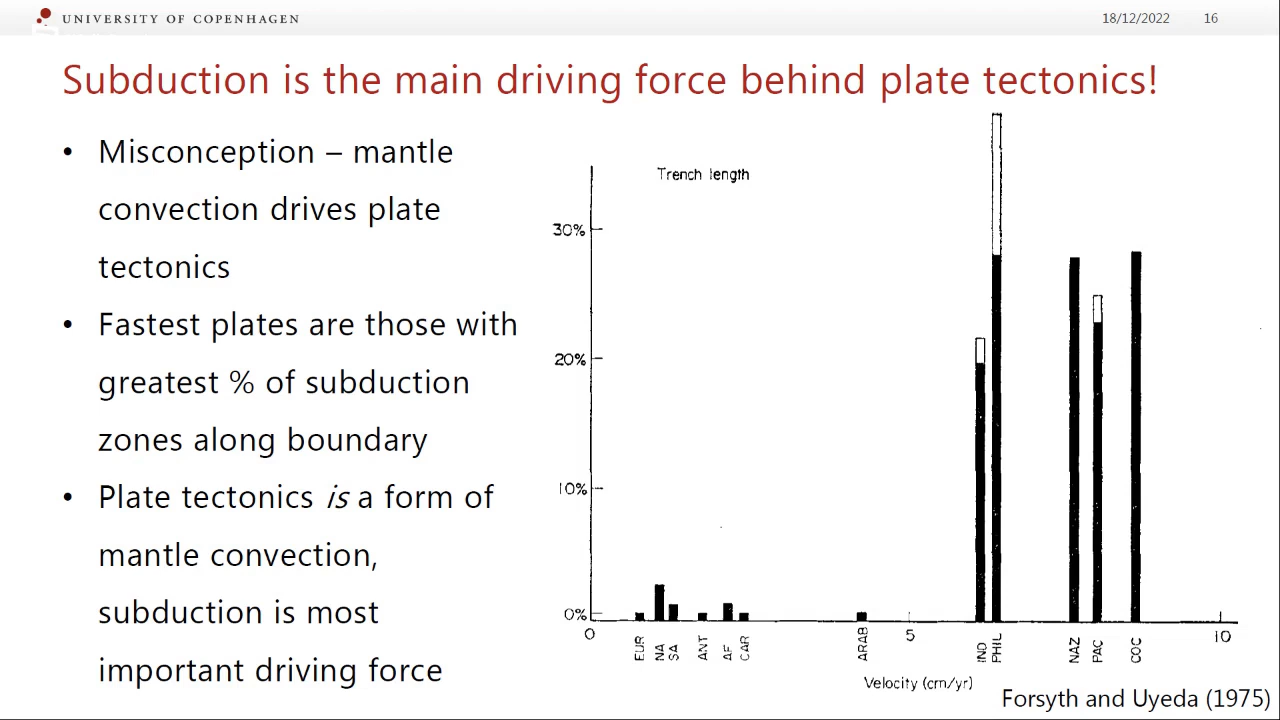 UNIVERSITY OF COPENHAGEN
18/12/2022 16
Subduction is the main driving force behind plate tectonics!
• Misconception – mantle
convection drives plate
tectonics
• Fastest plates are those with
greatest % of subduction
zones along boundary
• Plate tectonics is a form of
mantle convection,
subduction is most
important driving force
Trench length
30%
20%
10%
0%
0 5 10
EUR NA SA ANT AF CAR ARAB IND PHIL NAZ PAC COC
Velocity (cm/yr)
Forsyth and Uyeda (1975)